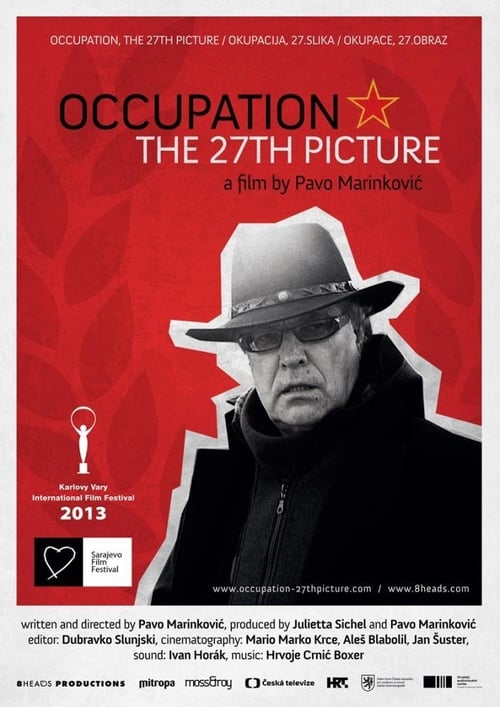 OCCUPATION, THE 27TH PICTURE / OKUPACIJA, 27.SLIKA / OKUPACE, 27.OBRAZ
OCCUPATION
THE 27TH PICTURE
a film by Pavo Marinković
Karlovy Vary
International Film Festival
2013
Sarajevo
Film
Festival
www.occupation-27thpicture.com / www.8heads.com
written and directed by Pavo Marinković, produced by Julietta Sichel and Pavo Marinković
editor: Dubravko Slunjski, cinematography: Mario Marko Krce, Aleš Blabolil, Jan Šuster,
sound: Ivan Horák, music: Hrvoje Crnić Boxer
8HEADS PRODUCTIONS mitropa moss&roy Česká televize HRT